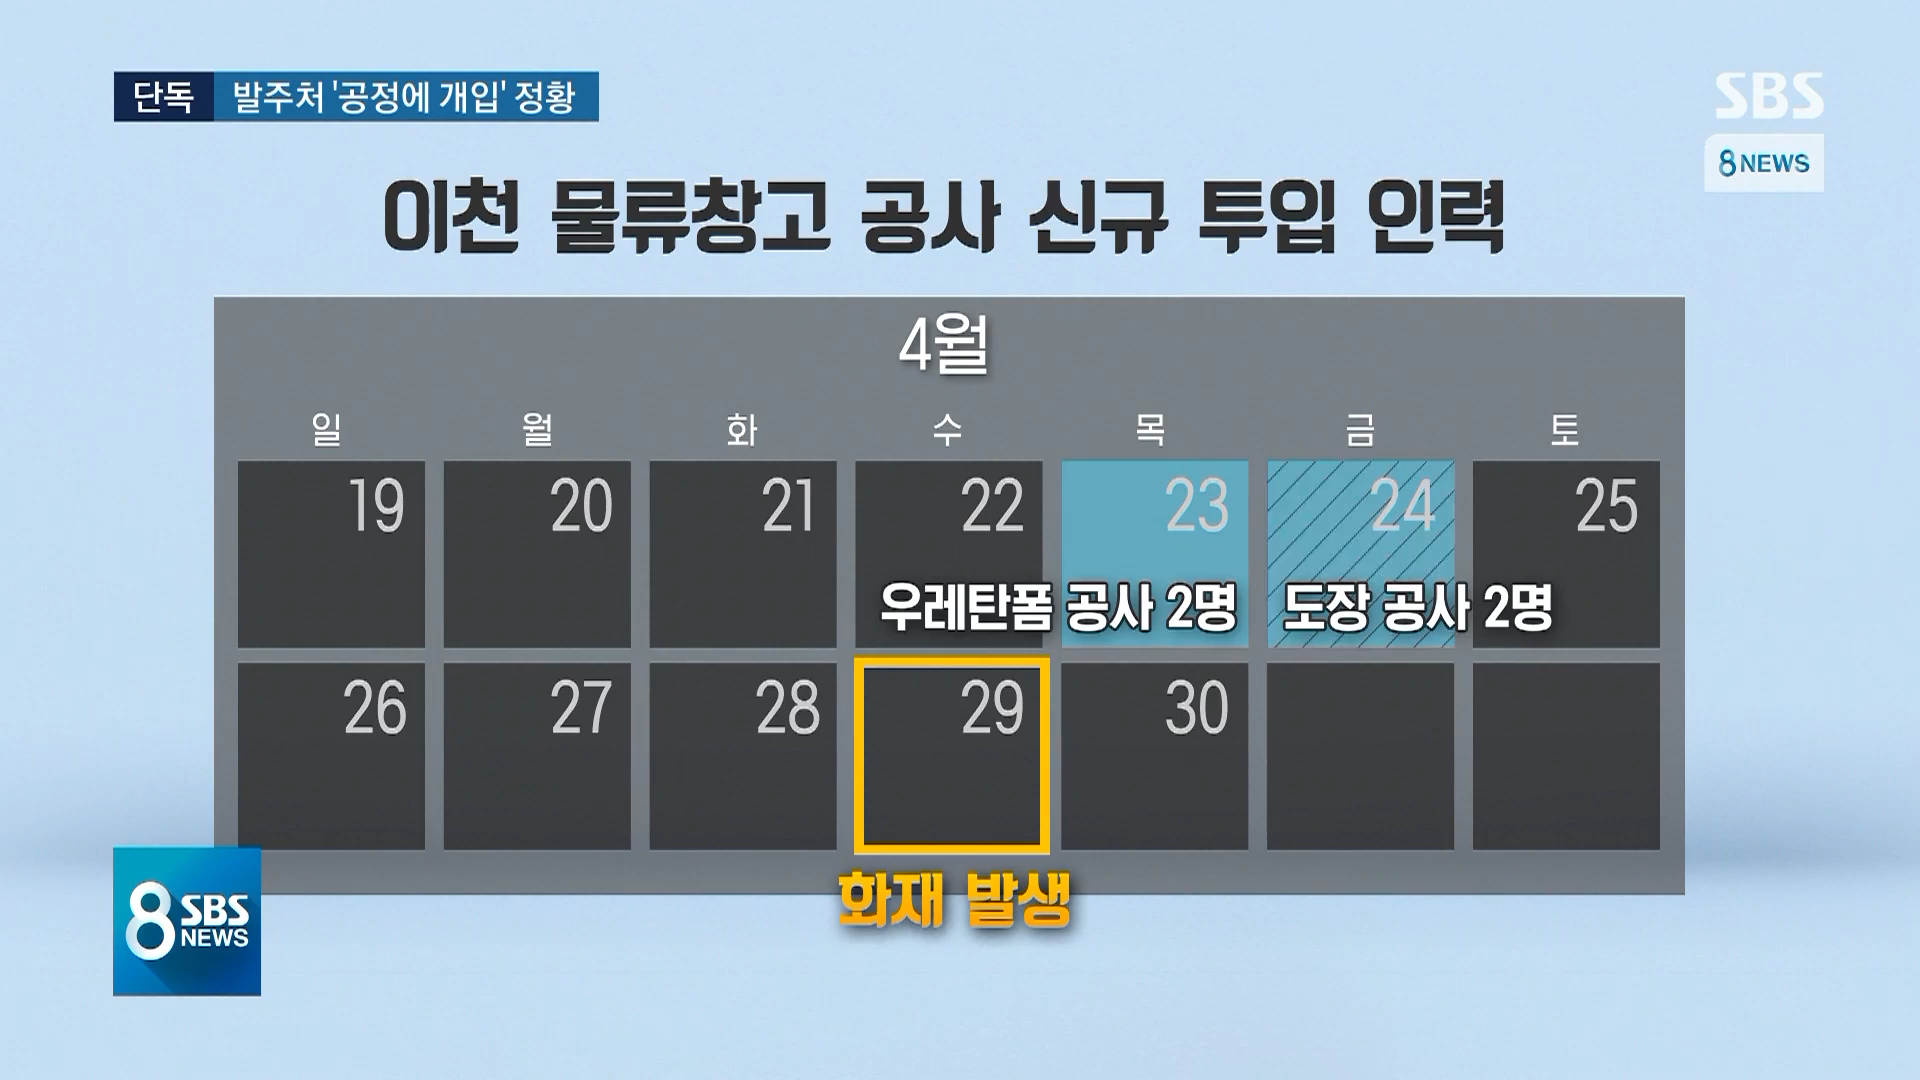 단독 발주처 '공정에 개입' 정황
SBS
8 NEWS
이천 물류창고 공사 신규 투입 인력
4월
일 월 화 수 목 금 토
19 20 21 22 23 24 25
우레탄폼 공사 2명 도장 공사 2명
26 27 28 29 30
화재 발생
8 SBS NEWS